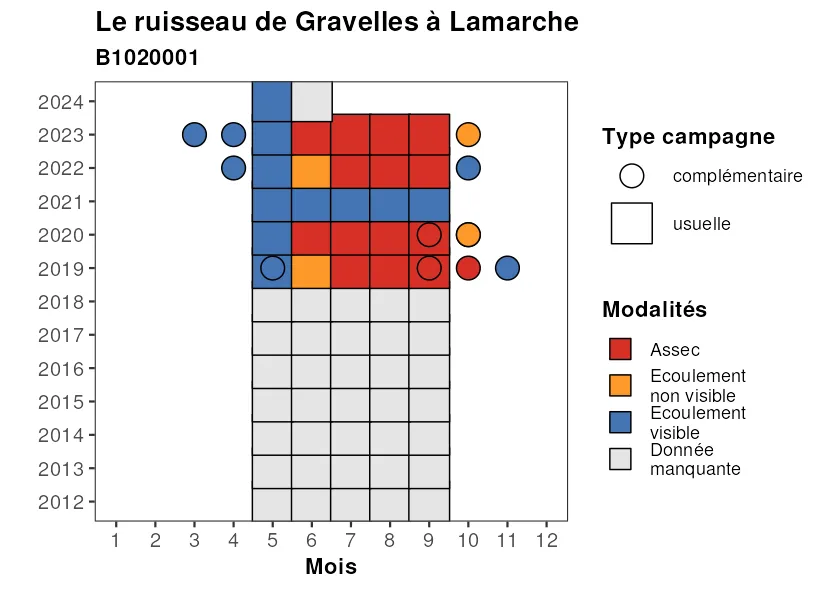 Le ruisseau de Gravelles à Lamarche
B1020001
2024
2023
2022
2021
2020
2019
2018
2017
2016
2015
2014
2013
2012
1 2 3 4 5 6 7 8 9 10 11 12
Mois
Type campagne
complémentaire
usuelle
Modalités
Assec
Ecoulement
non visible
Ecoulement
visible
Donnée
manquante